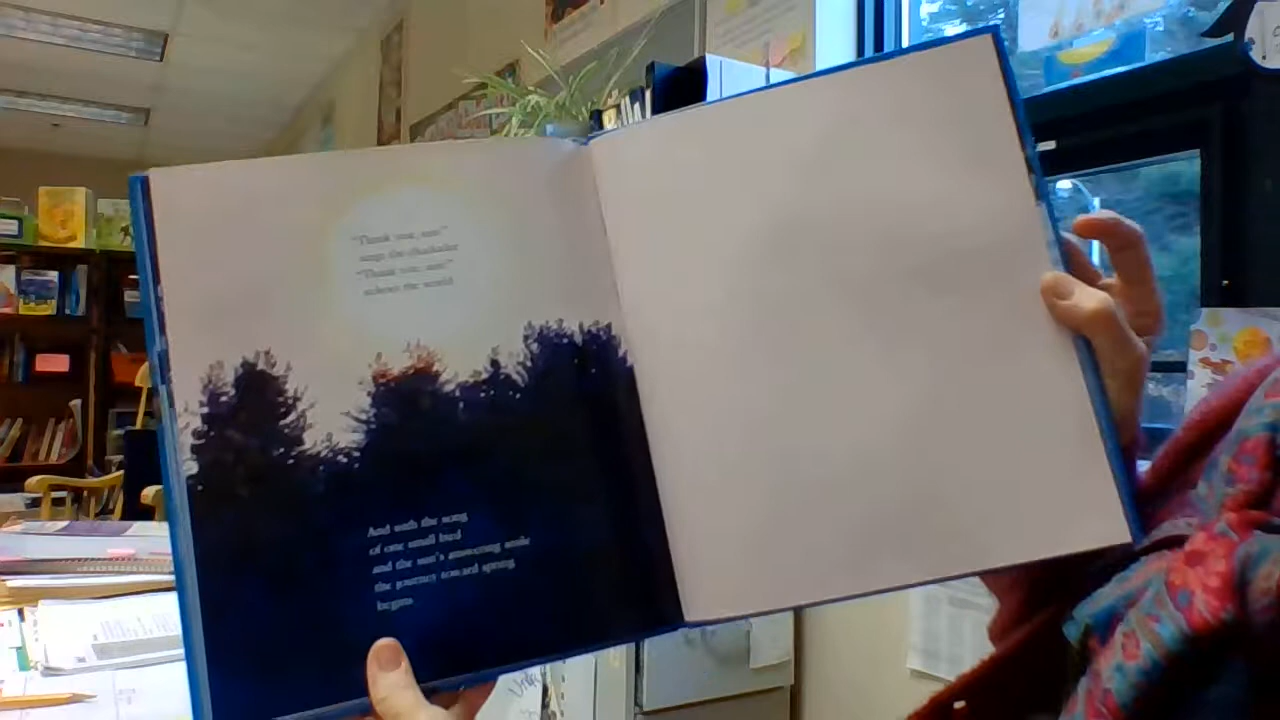 "Thank you, sun!"
sings the chickadee.
"Thank you, sun!"
echoes the world.
And with the song
of one small bird
and the sun's answering smile
the journey toward spring
begins.